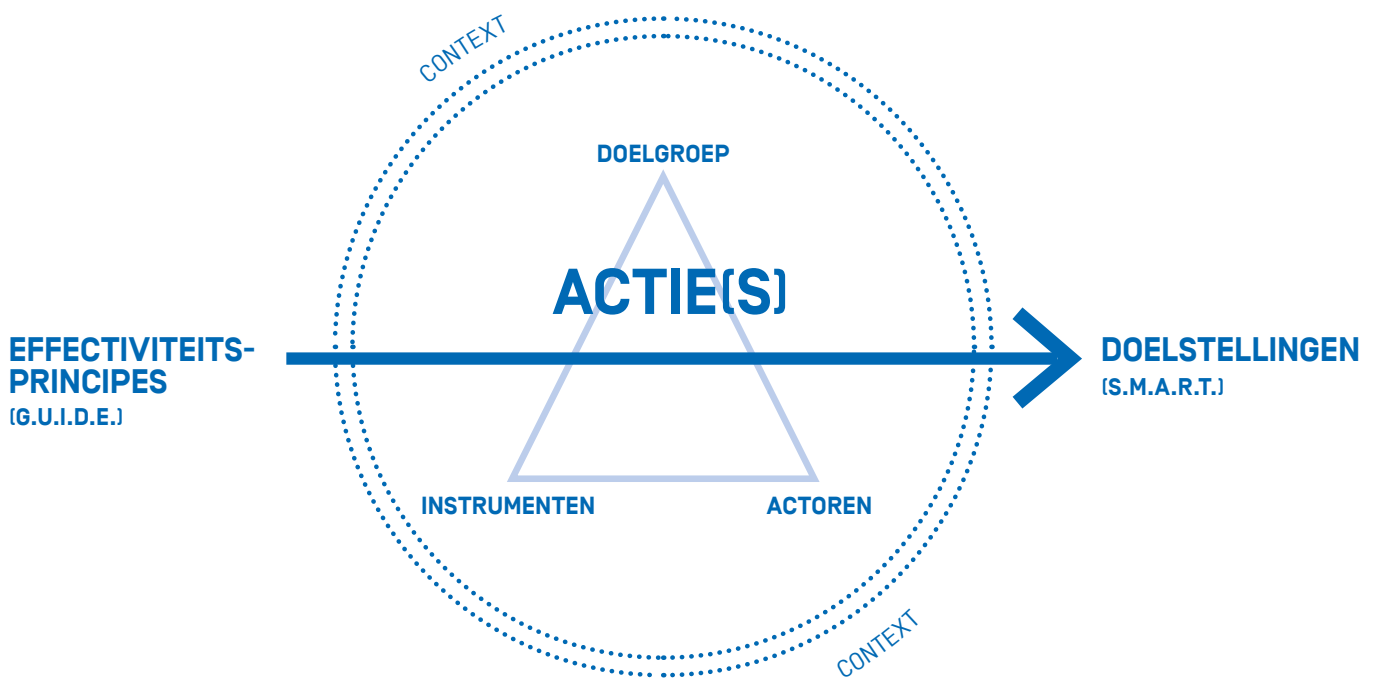 CONTEXT
DOELGROEP
ACTIE(S)
EFFECTIVITEITS-
PRINCIPES
(G.U.I.D.E.)
DOELSTELLINGEN
(S.M.A.R.T.)
INSTRUMENTEN
ACTOREN
CONTEXT